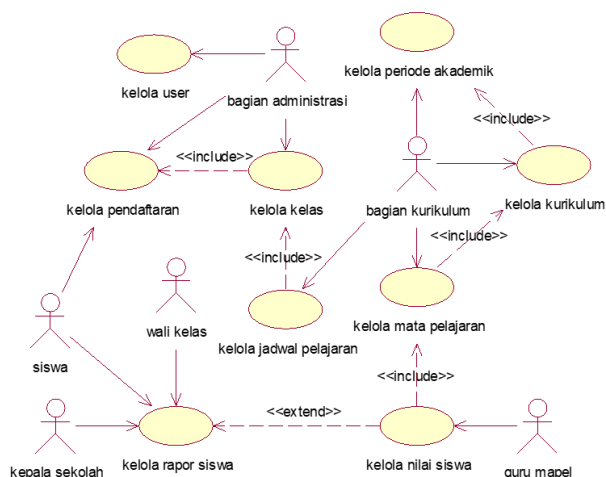 kelola user
bagian administrasi
kelola periode akademik
<<include>>
<<include>>
kelola pendaftaran
kelola kelas
bagian kurikulum
kelola kurikulum
<<include>>
<<include>>
wali kelas
kelola mata pelajaran
siswa
kelola jadwal pelajaran
<<include>>
<<extend>>
kepala sekolah
kelola rapor siswa
kelola nilai siswa
guru mapel